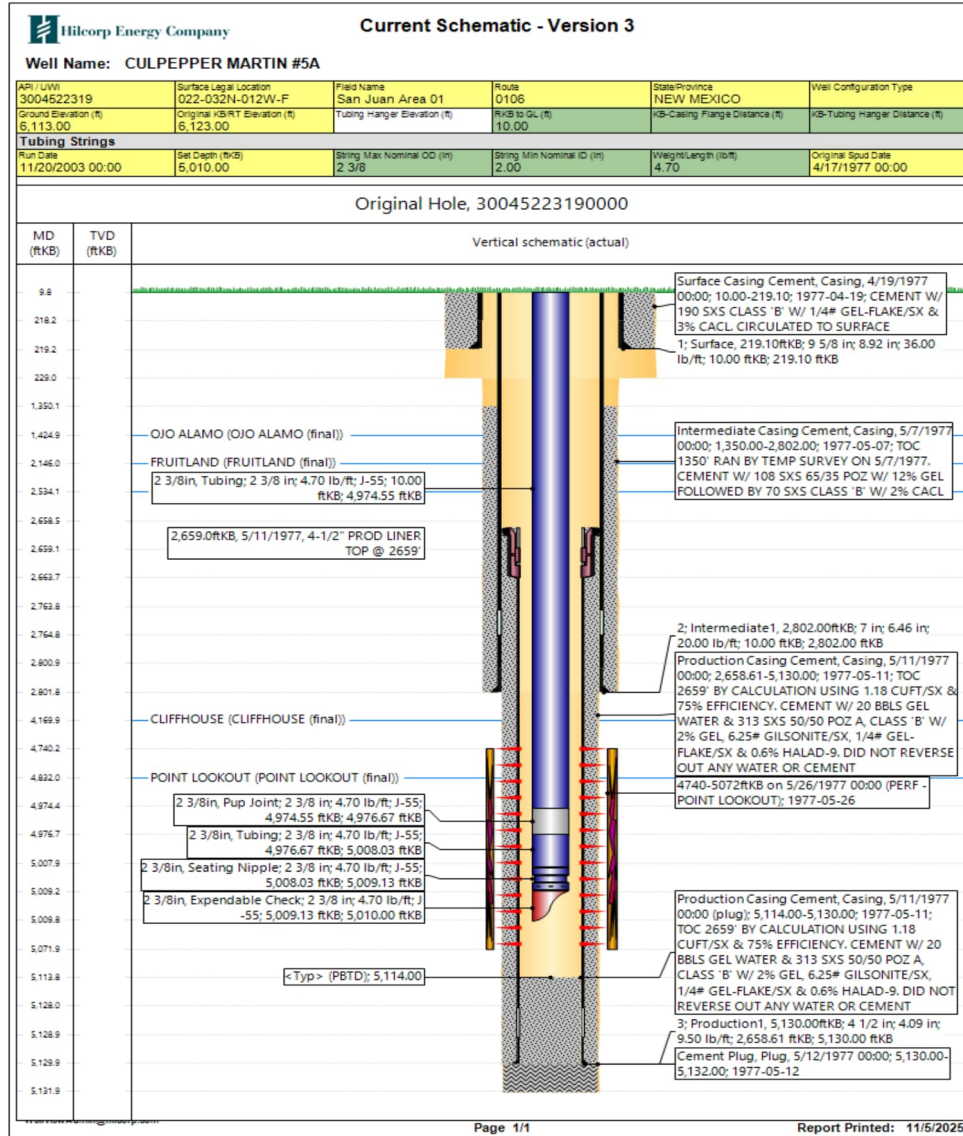 Hilcorp Energy Company
Current Schematic - Version 3
Well Name: CULPEPPER MARTIN #5A
API / UWI
3004522319
Surface Legal Location
022-032N-012W-F
Field Name
San Juan Area 01
Route
0106
State/Province
NEW MEXICO
Well Configuration Type
Ground Elevation (ft)
6,113.00
Original KB/RT Elevation (ft)
6,123.00
Tubing Hanger Elevation (ft)
RKB to GL (ft)
10.00
KB-Casing Flange Distance (ft)
KB-Tubing Hanger Distance (ft)
Tubing Strings
Run Date
11/20/2003 00:00
Set Depth (ftKB)
5,010.00
String Max Nominal OD (in)
2 3/8
String Min Nominal ID (in)
2.00
Weight/Length (lb/ft)
4.70
Original Spud Date
4/17/1977 00:00
Original Hole, 30045223190000
MD
(ftKB)
TVD
(ftKB)
Vertical schematic (actual)
9.8
218.2
219.2
229.0
1,350.1
1,424.9
2,146.0
2,534.1
2,658.5
2,659.1
2,663.7
2,763.8
2,764.8
2,800.9
2,801.8
4,169.9
4,740.2
4,832.0
4,974.4
4,976.7
5,007.9
5,009.2
5,009.8
5,071.9
5,113.8
5,128.0
5,128.9
5,129.9
5,131.9
OJO ALAMO (OJO ALAMO (final))
FRUITLAND (FRUITLAND (final))
2 3/8in, Tubing; 2 3/8 in; 4.70 lb/ft; J-55; 10.00
ftKB; 4,974.55 ftKB
2,659.0ftKB, 5/11/1977, 4-1/2" PROD LINER
TOP @ 2659'
CLIFFHOUSE (CLIFFHOUSE (final))
POINT LOOKOUT (POINT LOOKOUT (final))
2 3/8in, Pup Joint; 2 3/8 in; 4.70 lb/ft; J-55;
4,974.55 ftKB; 4,976.67 ftKB
2 3/8in, Tubing; 2 3/8 in; 4.70 lb/ft; J-55;
4,976.67 ftKB; 5,008.03 ftKB
2 3/8in, Seating Nipple; 2 3/8 in; 4.70 lb/ft; J-55;
5,008.03 ftKB; 5,009.13 ftKB
2 3/8in, Expendable Check; 2 3/8 in; 4.70 lb/ft; J
-55; 5,009.13 ftKB; 5,010.00 ftKB
<Typ> (PBTD); 5,114.00
Surface Casing Cement, Casing, 4/19/1977
00:00; 10.00-219.10; 1977-04-19; CEMENT W/
190 SXS CLASS 'B' W/ 1/4# GEL-FLAKE/SX &
3% CACL. CIRCULATED TO SURFACE
1; Surface, 219.10ftKB; 9 5/8 in; 8.92 in; 36.00
lb/ft; 10.00 ftKB; 219.10 ftKB
Intermediate Casing Cement, Casing, 5/7/1977
00:00; 1,350.00-2,802.00; 1977-05-07; TOC
1350' RAN BY TEMP SURVEY ON 5/7/1977.
CEMENT W/ 108 SXS 65/35 POZ W/ 12% GEL
FOLLOWED BY 70 SXS CLASS 'B' W/ 2% CACL
2; Intermediate1, 2,802.00ftKB; 7 in; 6.46 in;
20.00 lb/ft; 10.00 ftKB; 2,802.00 ftKB
Production Casing Cement, Casing, 5/11/1977
00:00; 2,658.61-5,130.00; 1977-05-11; TOC
2659' BY CALCULATION USING 1.18 CUFT/SX &
75% EFFICIENCY. CEMENT W/ 20 BBLS GEL
WATER & 313 SXS 50/50 POZ A, CLASS 'B' W/
2% GEL, 6.25# GILSONITE/SX, 1/4# GEL-
FLAKE/SX & 0.6% HALAD-9. DID NOT REVERSE
OUT ANY WATER OR CEMENT
4740-5072ftKB on 5/26/1977 00:00 (PERF -
POINT LOOKOUT); 1977-05-26
Production Casing Cement, Casing, 5/11/1977
00:00 (plug); 5,114.00-5,130.00; 1977-05-11;
TOC 2659' BY CALCULATION USING 1.18
CUFT/SX & 75% EFFICIENCY. CEMENT W/ 20
BBLS GEL WATER & 313 SXS 50/50 POZ A,
CLASS 'B' W/ 2% GEL, 6.25# GILSONITE/SX,
1/4# GEL-FLAKE/SX & 0.6% HALAD-9. DID NOT
REVERSE OUT ANY WATER OR CEMENT
3; Production1, 5,130.00ftKB; 4 1/2 in; 4.09 in;
9.50 lb/ft; 2,658.61 ftKB; 5,130.00 ftKB
Cement Plug, Plug, 5/12/1977 00:00; 5,130.00-
5,132.00; 1977-05-12
Page 1/1
Report Printed: 11/5/2025